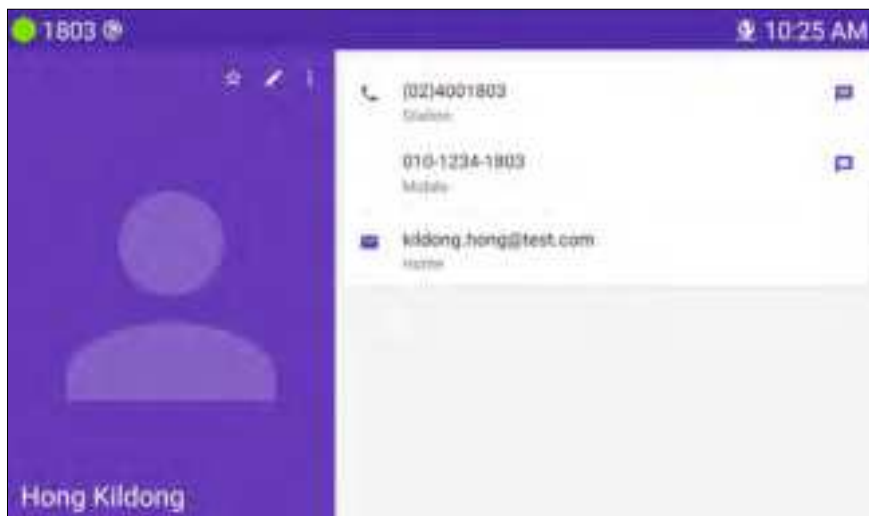 1803
10:25 AM
(02)4001803
Station
010-1234-1803
Mobile
kildong.hong@test.com
Home
Hong Kildong